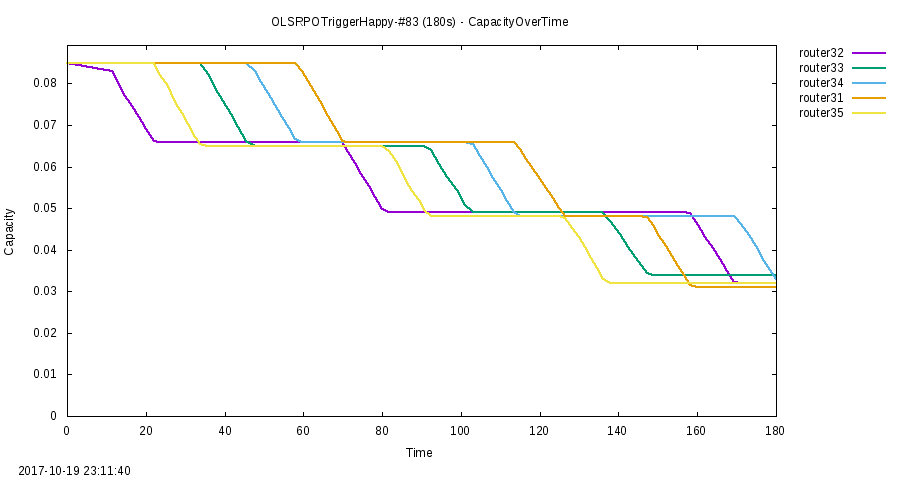 OLSRPOTriggerHappy-#83 (180s) - CapacityOverTime
router32
router33
router34
router31
router35
0.08
0.07
0.06
0.05
0.04
0.03
0.02
0.01
0
Capacity
0 20 40 60 80 100 120 140 160 180
Time
2017-10-19 23:11:40